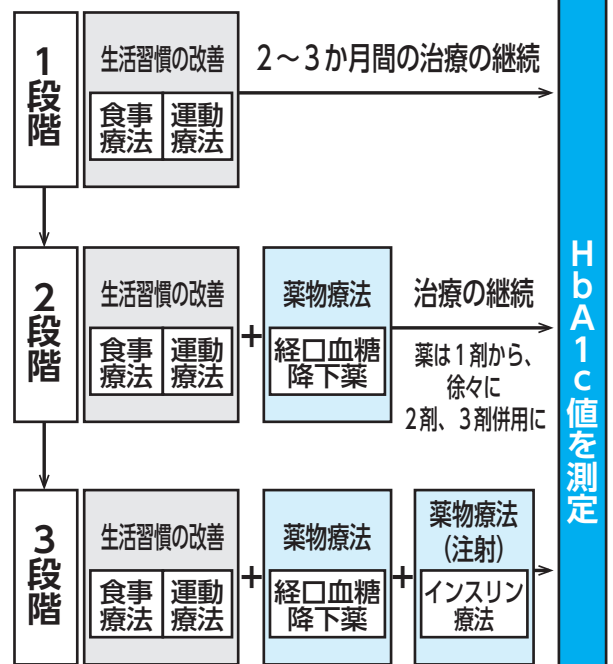 1段階
生活習慣の改善
食事
療法
運動
療法
2～3か月間の治療の継続
2段階
生活習慣の改善
食事
療法
運動
療法
+
薬物療法
経口血糖
降下薬
治療の継続
薬は1剤から、
徐々に
2剤、3剤併用に
3段階
生活習慣の改善
食事
療法
運動
療法
+
薬物療法
経口血糖
降下薬
+
薬物療法
(注射)
インスリン
療法
HbA1c値を測定